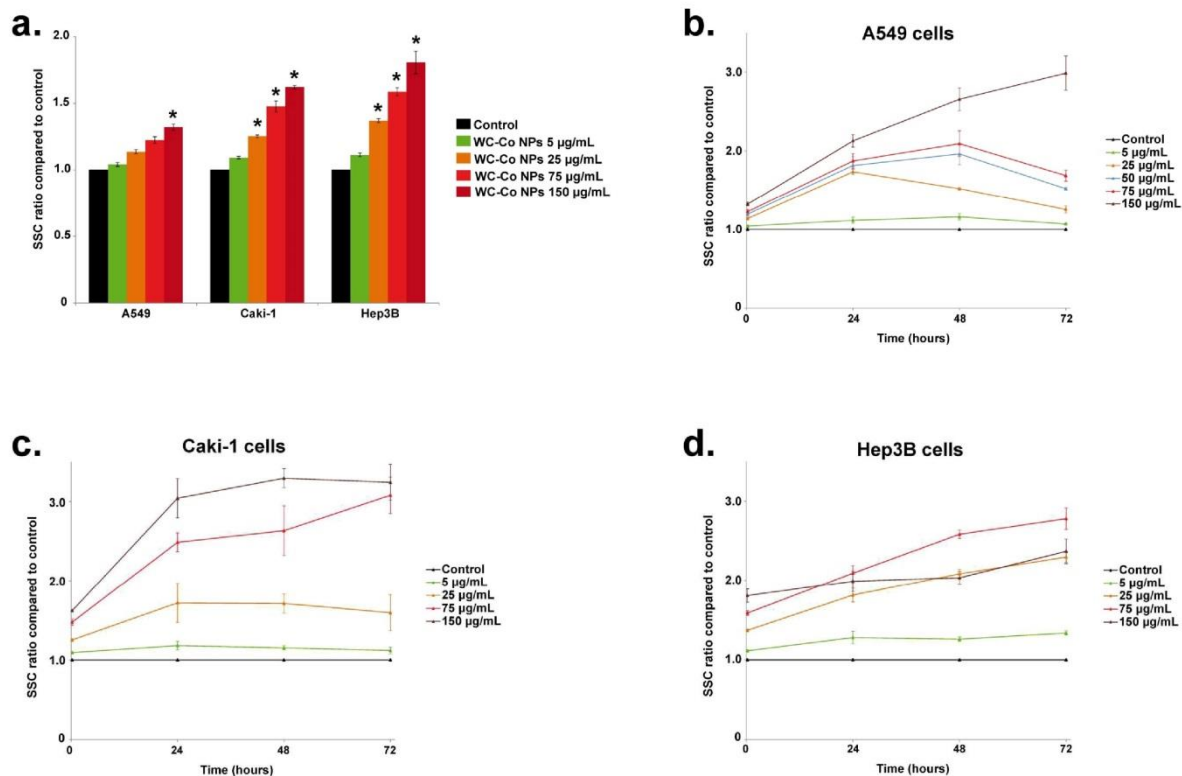 a.
2.0
1.5
1.0
0.5
0
SSC ratio compared to control
* * * * * * *
A549 Caki-1 Hep3B
Control
WC-Co NPs 5 µg/mL
WC-Co NPs 25 µg/mL
WC-Co NPs 75 µg/mL
WC-Co NPs 150 µg/mL
b.
A549 cells
3.0
2.0
1.0
0
SSC ratio compared to control
0 24 48 72
Time (hours)
Control
5 µg/mL
25 µg/mL
50 µg/mL
75 µg/mL
150 µg/mL
c.
Caki-1 cells
3.0
2.0
1.0
0
SSC ratio compared to control
0 24 48 72
Time (hours)
Control
5 µg/mL
25 µg/mL
75 µg/mL
150 µg/mL
d.
Hep3B cells
3.0
2.0
1.0
0
SSC ratio compared to control
0 24 48 72
Time (hours)
Control
5 µg/mL
25 µg/mL
75 µg/mL
150 µg/mL